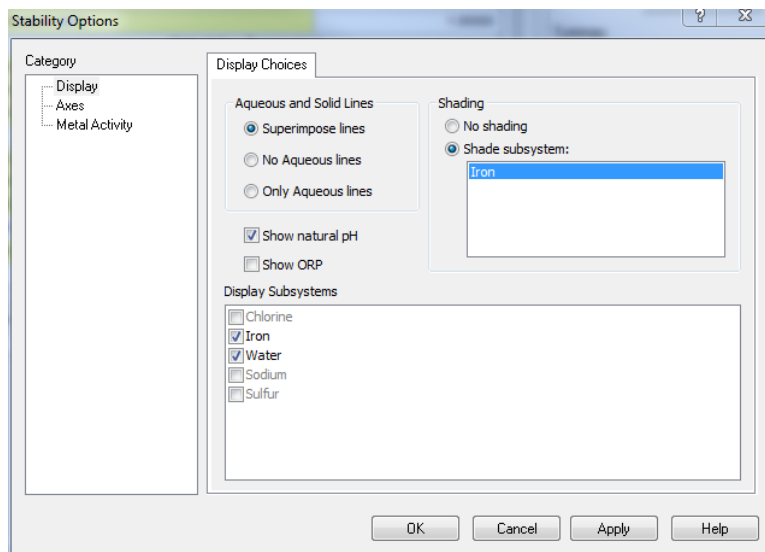 Stability Options
Category
Display
Axes
Metal Activity
Display Choices
Aqueous and Solid Lines
Superimpose lines
No Aqueous lines
Only Aqueous lines
Show natural pH
Show ORP
Shading
No shading
Shade subsystem:
Iron
Display Subsystems
Chlorine
Iron
Water
Sodium
Sulfur
OK
Cancel
Apply
Help